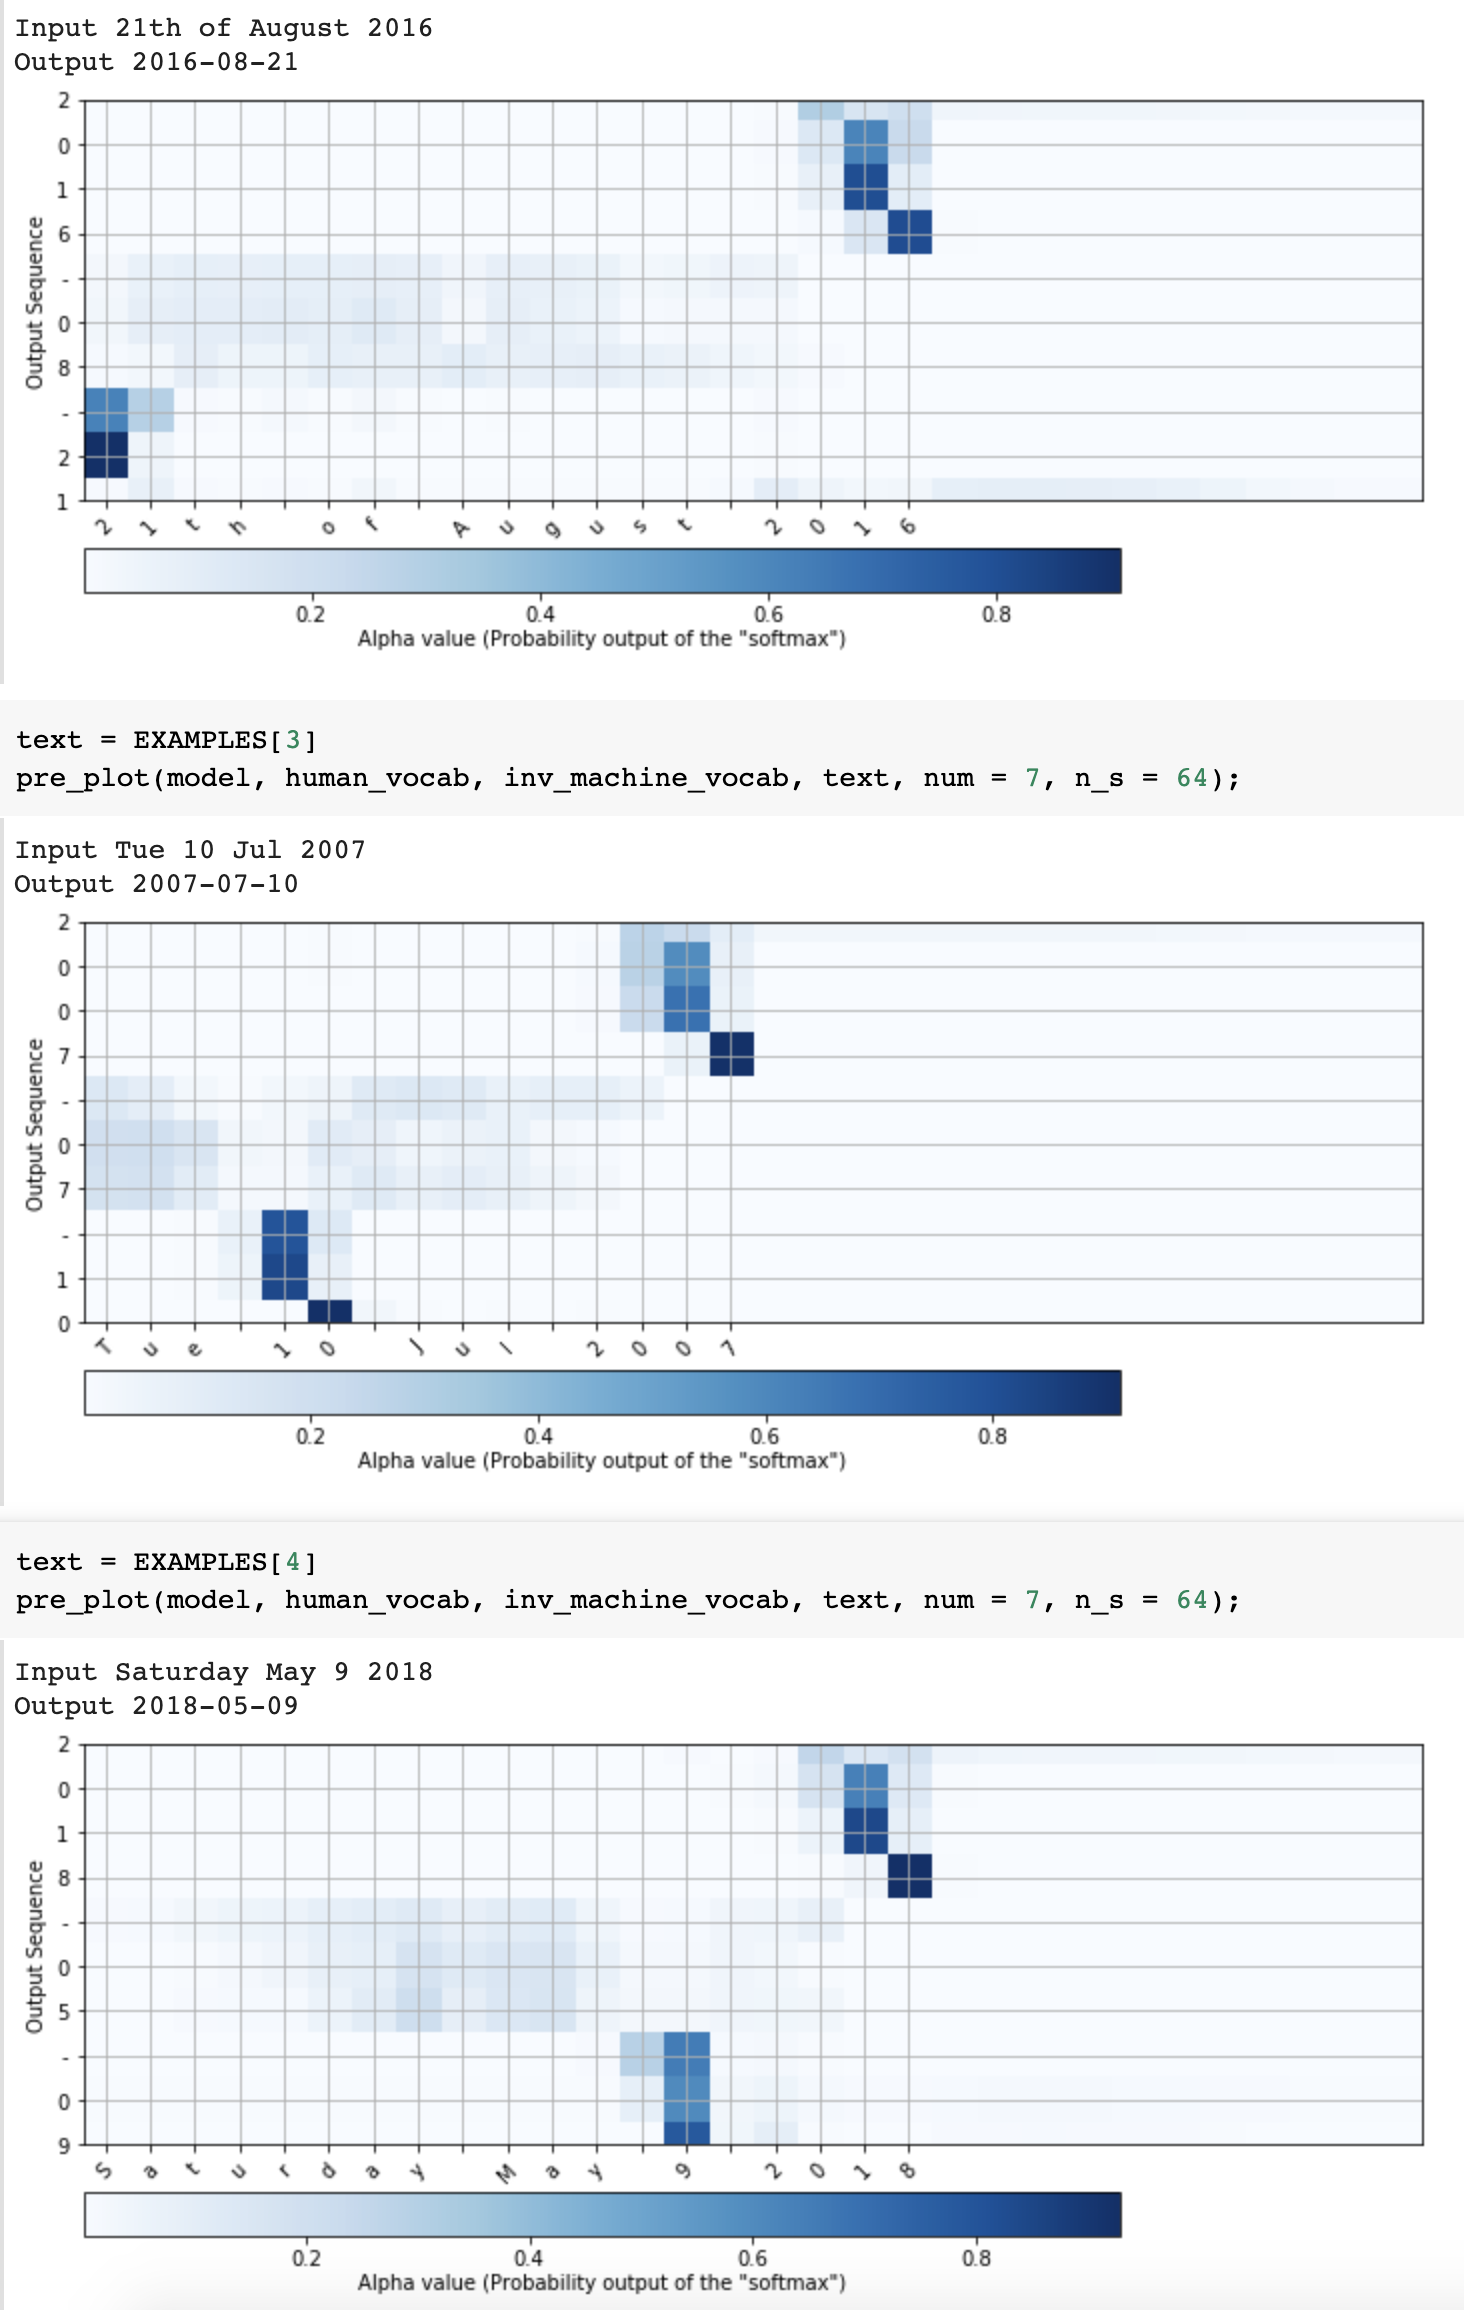 Input 21th of August 2016
Output 2016-08-21
Output Sequence
2
0
1
6
-
0
8
-
2
1
2 1 t h o f A u g u s t 2 0 1 6
0.2 0.4 0.6 0.8
Alpha value (Probability output of the "softmax")
text = EXAMPLES[3]
pre_plot(model, human_vocab, inv_machine_vocab, text, num = 7, n_s = 64);
Input Tue 10 Jul 2007
Output 2007-07-10
Output Sequence
2
0
0
7
-
0
7
-
1
0
T u e 1 0 J u l 2 0 0 7
0.2 0.4 0.6 0.8
Alpha value (Probability output of the "softmax")
text = EXAMPLES[4]
pre_plot(model, human_vocab, inv_machine_vocab, text, num = 7, n_s = 64);
Input Saturday May 9 2018
Output 2018-05-09
Output Sequence
2
0
1
8
-
0
5
-
0
9
S a t u r d a y M a y 9 2 0 1 8
0.2 0.4 0.6 0.8
Alpha value (Probability output of the "softmax")